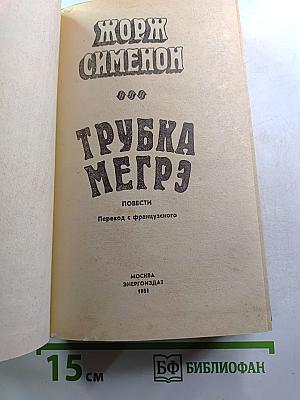 ЖОРЖ
СИМЕНОН
ТРУБКА
МЕГРЭ
ПОВЕСТИ
Перевод с французского
МОСКВА
ЭНЕРГОИЗДАТ
1981
15 см
БФ БИБЛИОФАН